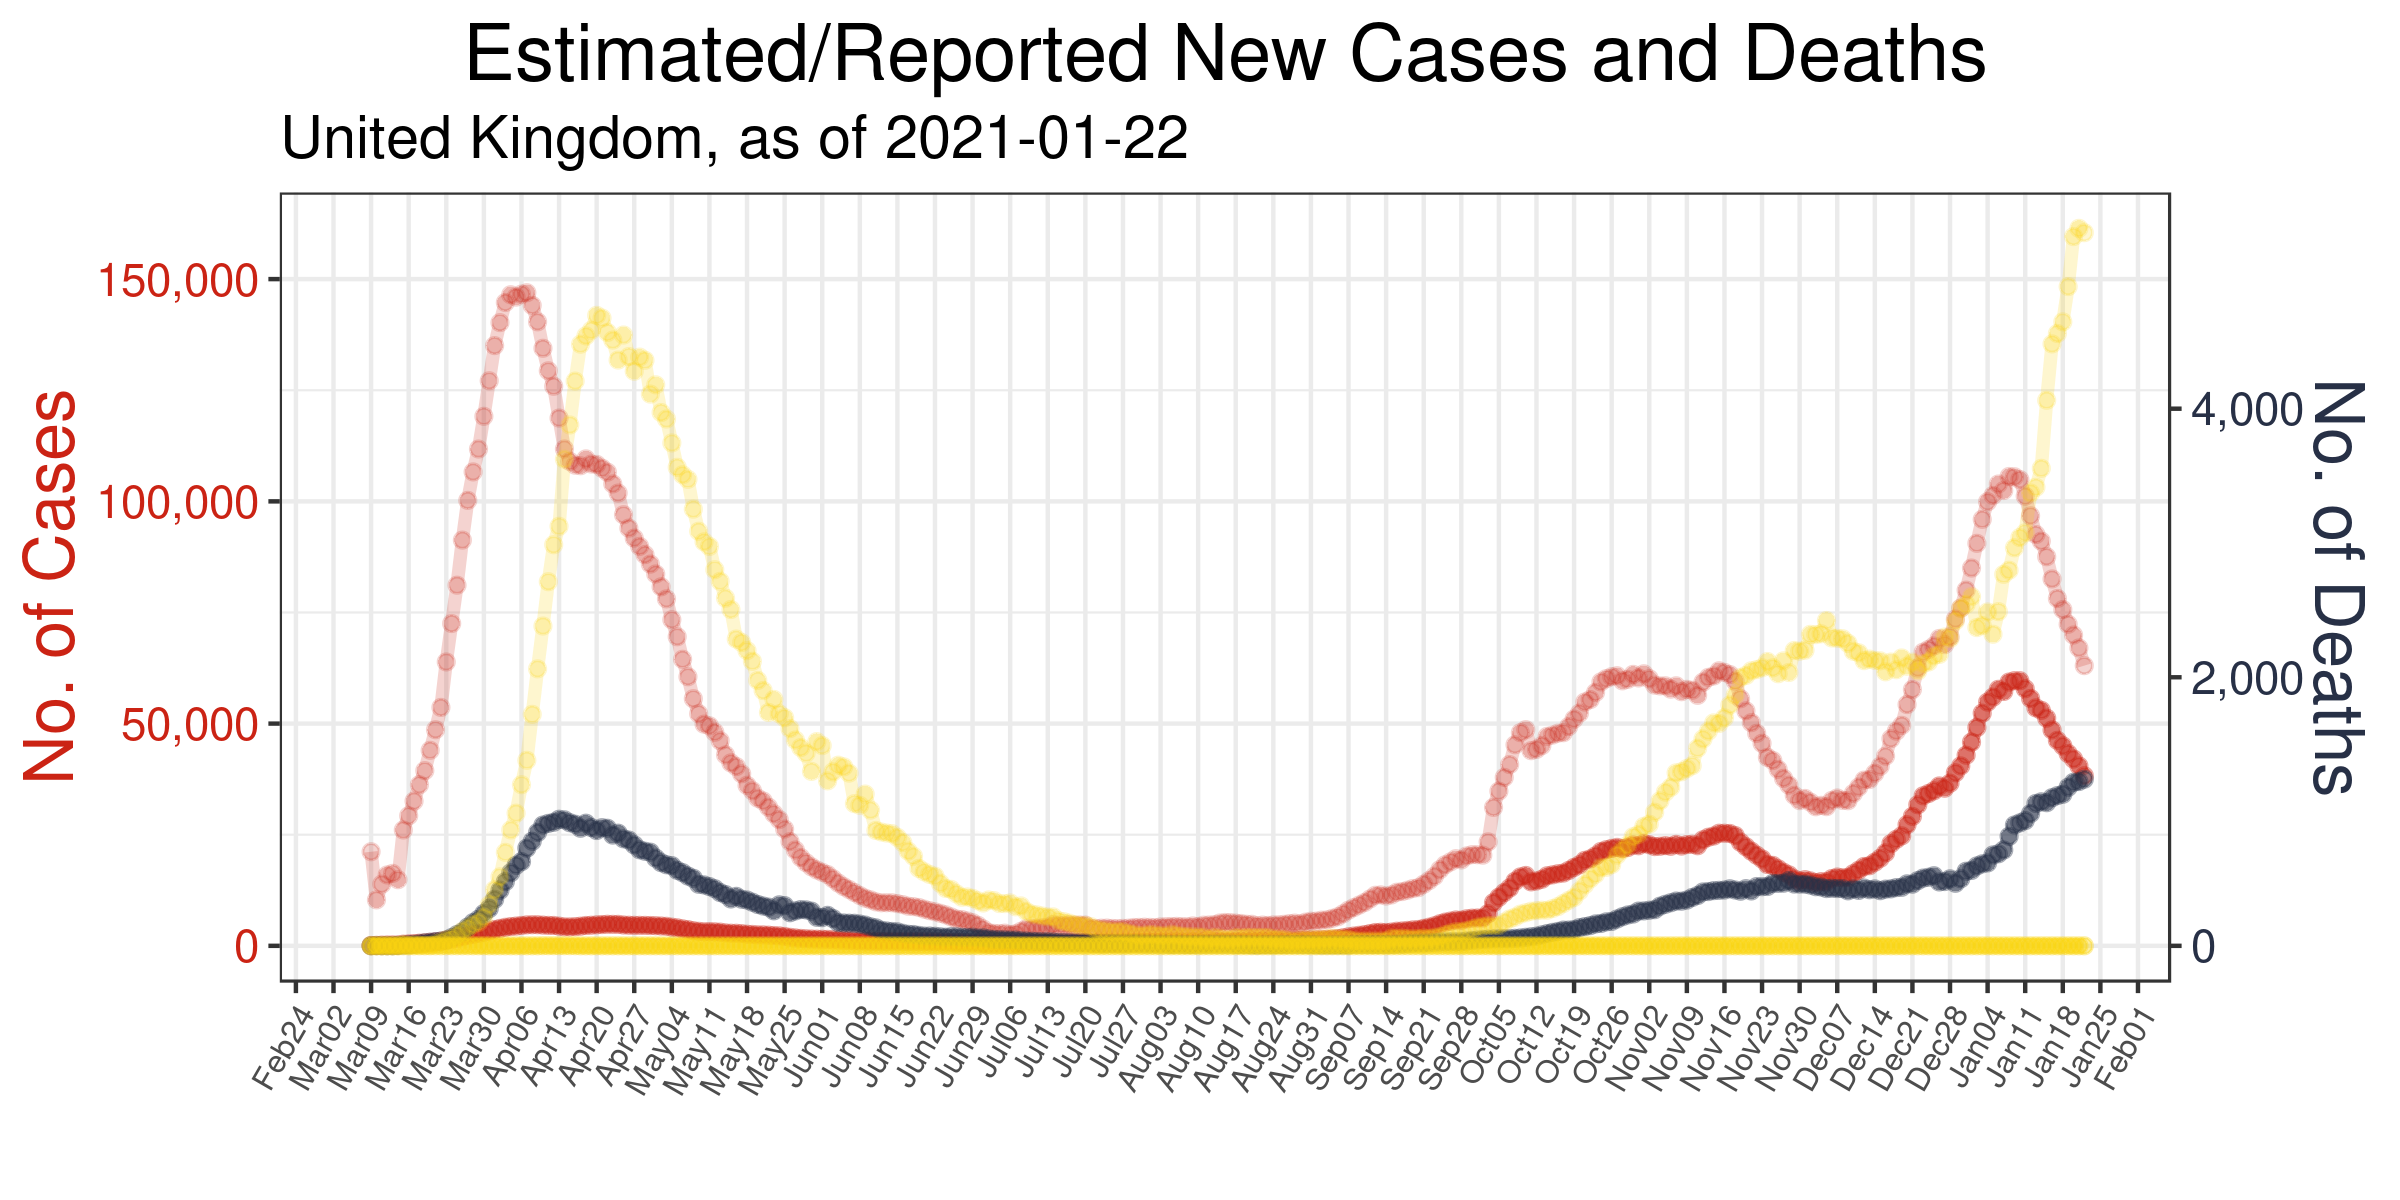 Estimated/Reported New Cases and Deaths
United Kingdom, as of 2021-01-22
No. of Cases
150,000
100,000
50,000
0
No. of Deaths
4,000
2,000
0
Feb24
Mar02
Mar09
Mar16
Mar23
Mar30
Apr06
Apr13
Apr20
Apr27
May04
May11
May18
May25
Jun01
Jun08
Jun15
Jun22
Jun29
Jul06
Jul13
Jul20
Jul27
Aug03
Aug10
Aug17
Aug24
Aug31
Sep07
Sep14
Sep21
Sep28
Oct05
Oct12
Oct19
Oct26
Nov02
Nov09
Nov16
Nov23
Nov30
Dec07
Dec14
Dec21
Dec28
Jan04
Jan11
Jan18
Jan25
Feb01